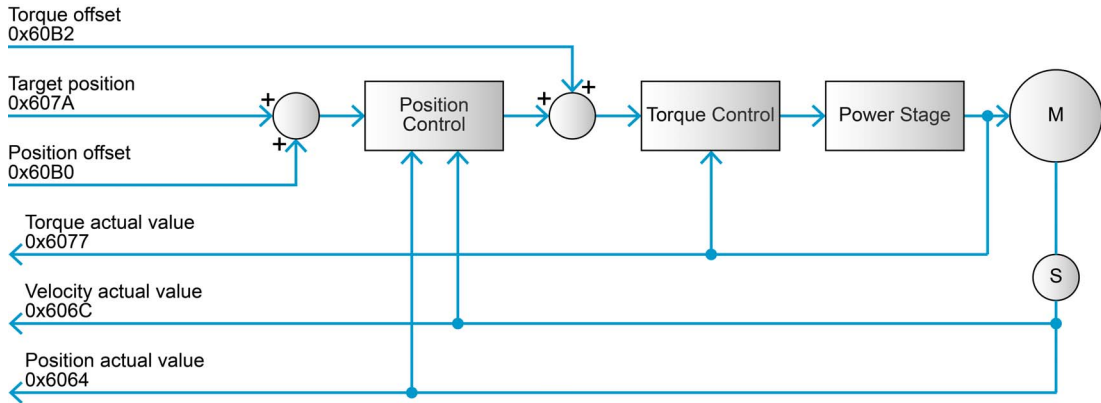 Torque offset
0x60B2
Target position
0x607A
+
+
Position
Control
+
+
Torque Control
Power Stage
M
Position offset
0x60B0
Torque actual value
0x6077
Velocity actual value
0x606C
S
Position actual value
0x6064